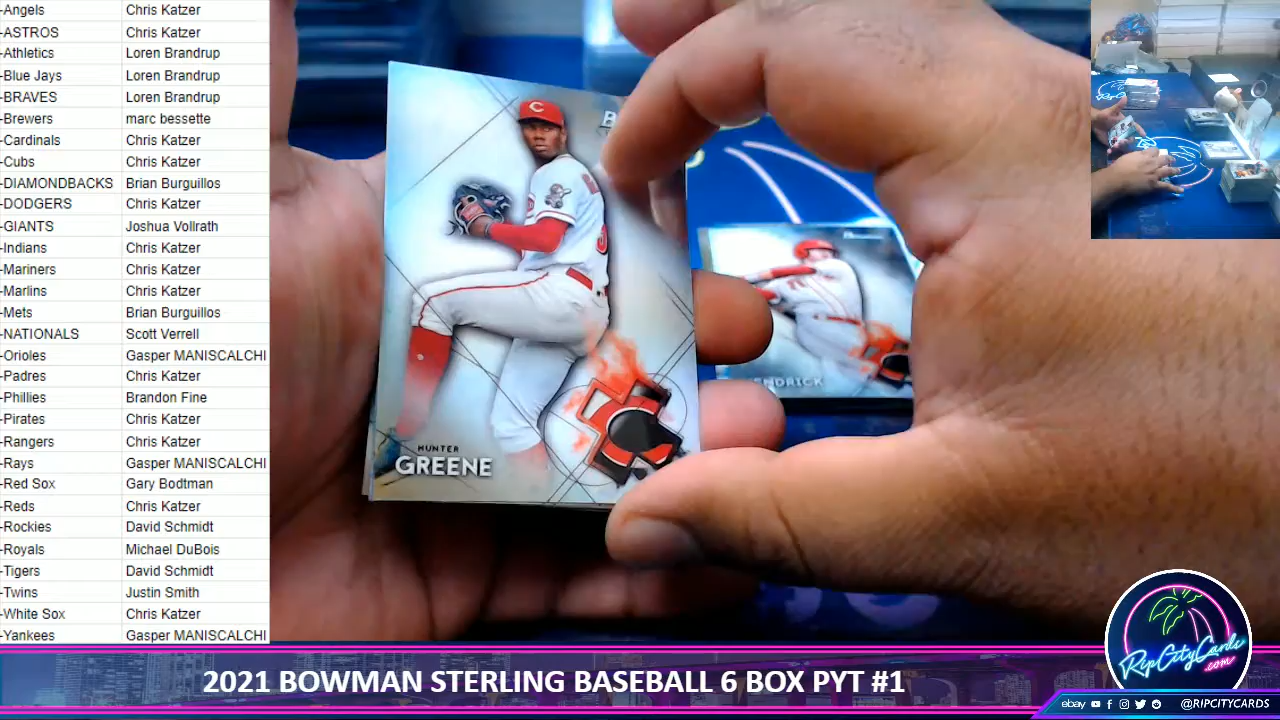 -Angels Chris Katzer
-ASTROS Chris Katzer
-Athletics Loren Brandrup
-Blue Jays Loren Brandrup
-BRAVES Loren Brandrup
-Brewers marc bessette
-Cardinals Chris Katzer
-Cubs Chris Katzer
-DIAMONDBACKS Brian Burguillos
-DODGERS Chris Katzer
-GIANTS Joshua Vollrath
-Indians Chris Katzer
-Mariners Chris Katzer
-Marlins Chris Katzer
-Mets Brian Burguillos
-NATIONALS Scott Verrell
-Orioles Gasper MANISCALCHI
-Padres Chris Katzer
-Phillies Brandon Fine
-Pirates Chris Katzer
-Rangers Chris Katzer
-Rays Gasper MANISCALCHI
-Red Sox Gary Bodtman
-Reds Chris Katzer
-Rockies David Schmidt
-Royals Michael DuBois
-Tigers David Schmidt
-Twins Justin Smith
-White Sox Chris Katzer
-Yankees Gasper MANISCALCHI
C
HUNTER
GREENE
RipCityCards
.com
2021 BOWMAN STERLING BASEBALL 6 BOX PYT #1
ebay @RIPCITYCARDS